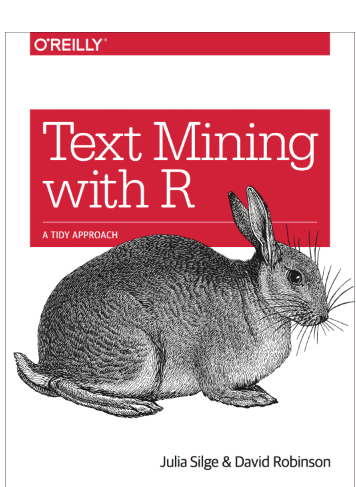 O'REILLY®
Text Mining
with R
A TIDY APPROACH
Julia Silge & David Robinson